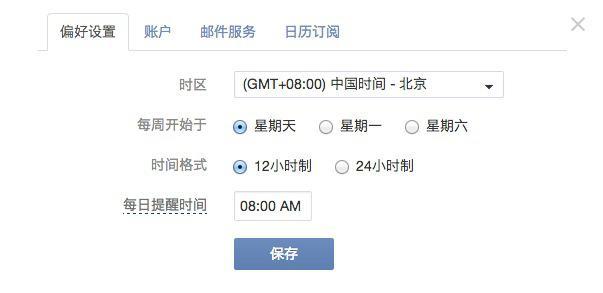 偏好设置 账户 邮件服务 日历订阅
时区 (GMT+08:00) 中国时间 - 北京
每周开始于 星期天 星期一 星期六
时间格式 12小时制 24小时制
每日提醒时间 08:00 AM
保存